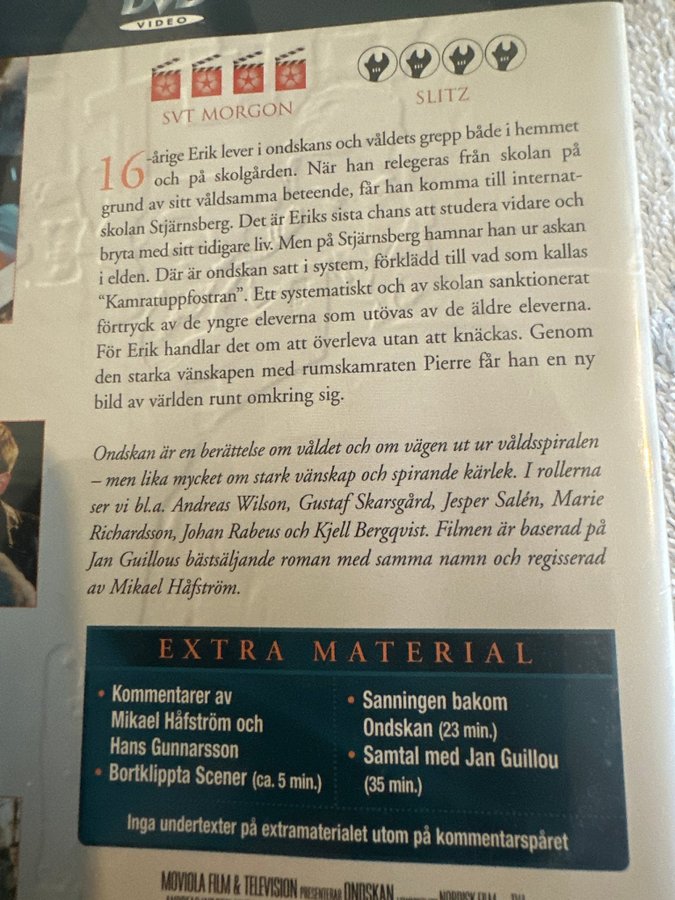 DVD
VIDEO
SVT MORGON
SLITZ
16-årige Erik lever i ondskans och våldets grepp både i hemmet
och på skolgården. När han relegeras från skolan på
grund av sitt våldsamma beteende, får han komma till internat-
skolan Stjärnsberg. Det är Eriks sista chans att studera vidare och
bryta med sitt tidigare liv. Men på Stjärnsberg hamnar han ur askan
i elden. Där är ondskan satt i system, förklädd till vad som kallas
“Kamratuppfostran”. Ett systematiskt och av skolan sanktionerat
förtryck av de yngre eleverna som utövas av de äldre eleverna.
För Erik handlar det om att överleva utan att knäckas. Genom
den starka vänskapen med rumskamraten Pierre får han en ny
bild av världen runt omkring sig.
Ondskan är en berättelse om våldet och om vägen ut ur våldsspiralen
– men lika mycket om stark vänskap och spirande kärlek. I rollerna
ser vi bl.a. Andreas Wilson, Gustaf Skarsgård, Jesper Salén, Marie
Richardsson, Johan Rabeus och Kjell Bergqvist. Filmen är baserad på
Jan Guillous bästsäljande roman med samma namn och regisserad
av Mikael Håfström.
EXTRA MATERIAL
• Kommentarer av
Mikael Håfström och
Hans Gunnarsson
• Bortklippta Scener (ca. 5 min.)
• Sanningen bakom
Ondskan (23 min.)
• Samtal med Jan Guillou
(35 min.)
Inga undertexter på extramaterialet utom på kommentarspåret
MOVIOLA FILM & TELEVISION PRESENTERAR ONDSKAN
NORDISK FILM